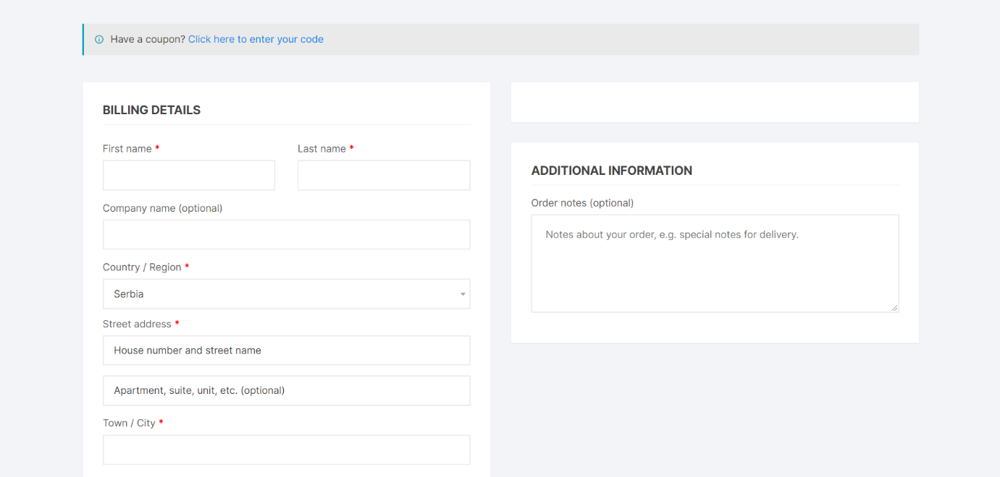 Have a coupon? Click here to enter your code
BILLING DETAILS
First name *
Last name *
Company name (optional)
Country / Region *
Serbia
Street address *
House number and street name
Apartment, suite, unit, etc. (optional)
Town / City *
ADDITIONAL INFORMATION
Order notes (optional)
Notes about your order, e.g. special notes for delivery.